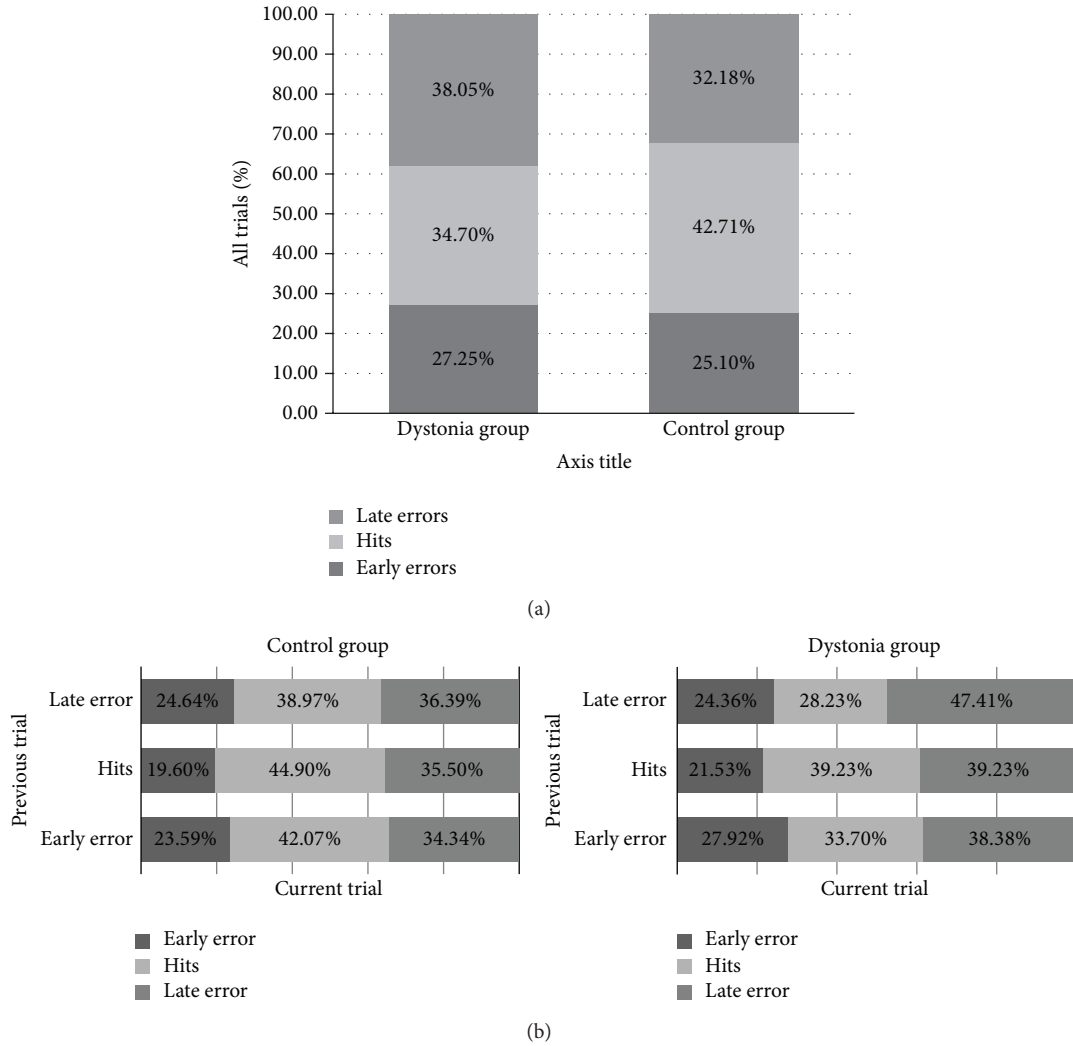 100.00
90.00
80.00
70.00
60.00
50.00
40.00
30.00
20.00
10.00
0.00
All trials (%)
38.05%
34.70%
27.25%
32.18%
42.71%
25.10%
Dystonia group
Control group
Axis title
Late errors
Hits
Early errors
(a)
Control group
Previous trial
Late error
24.64% 38.97% 36.39%
Hits
19.60% 44.90% 35.50%
Early error
23.59% 42.07% 34.34%
Current trial
Early error
Hits
Late error
Dystonia group
Previous trial
Late error
24.36% 28.23% 47.41%
Hits
21.53% 39.23% 39.23%
Early error
27.92% 33.70% 38.38%
Current trial
Early error
Hits
Late error
(b)